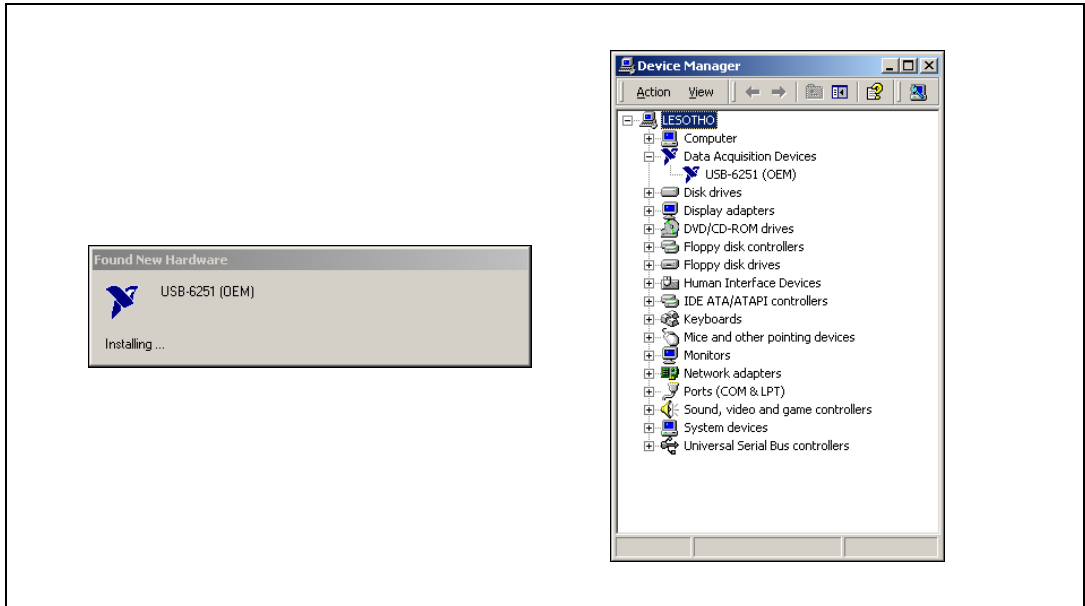 Found New Hardware
USB-6251 (OEM)
Installing ...
Device Manager
Action View
LESOTHO
Computer
Data Acquisition Devices
USB-6251 (OEM)
Disk drives
Display adapters
DVD/CD-ROM drives
Floppy disk controllers
Floppy disk drives
Human Interface Devices
IDE ATA/ATAPI controllers
Keyboards
Mice and other pointing devices
Monitors
Network adapters
Ports (COM & LPT)
Sound, video and game controllers
System devices
Universal Serial Bus controllers